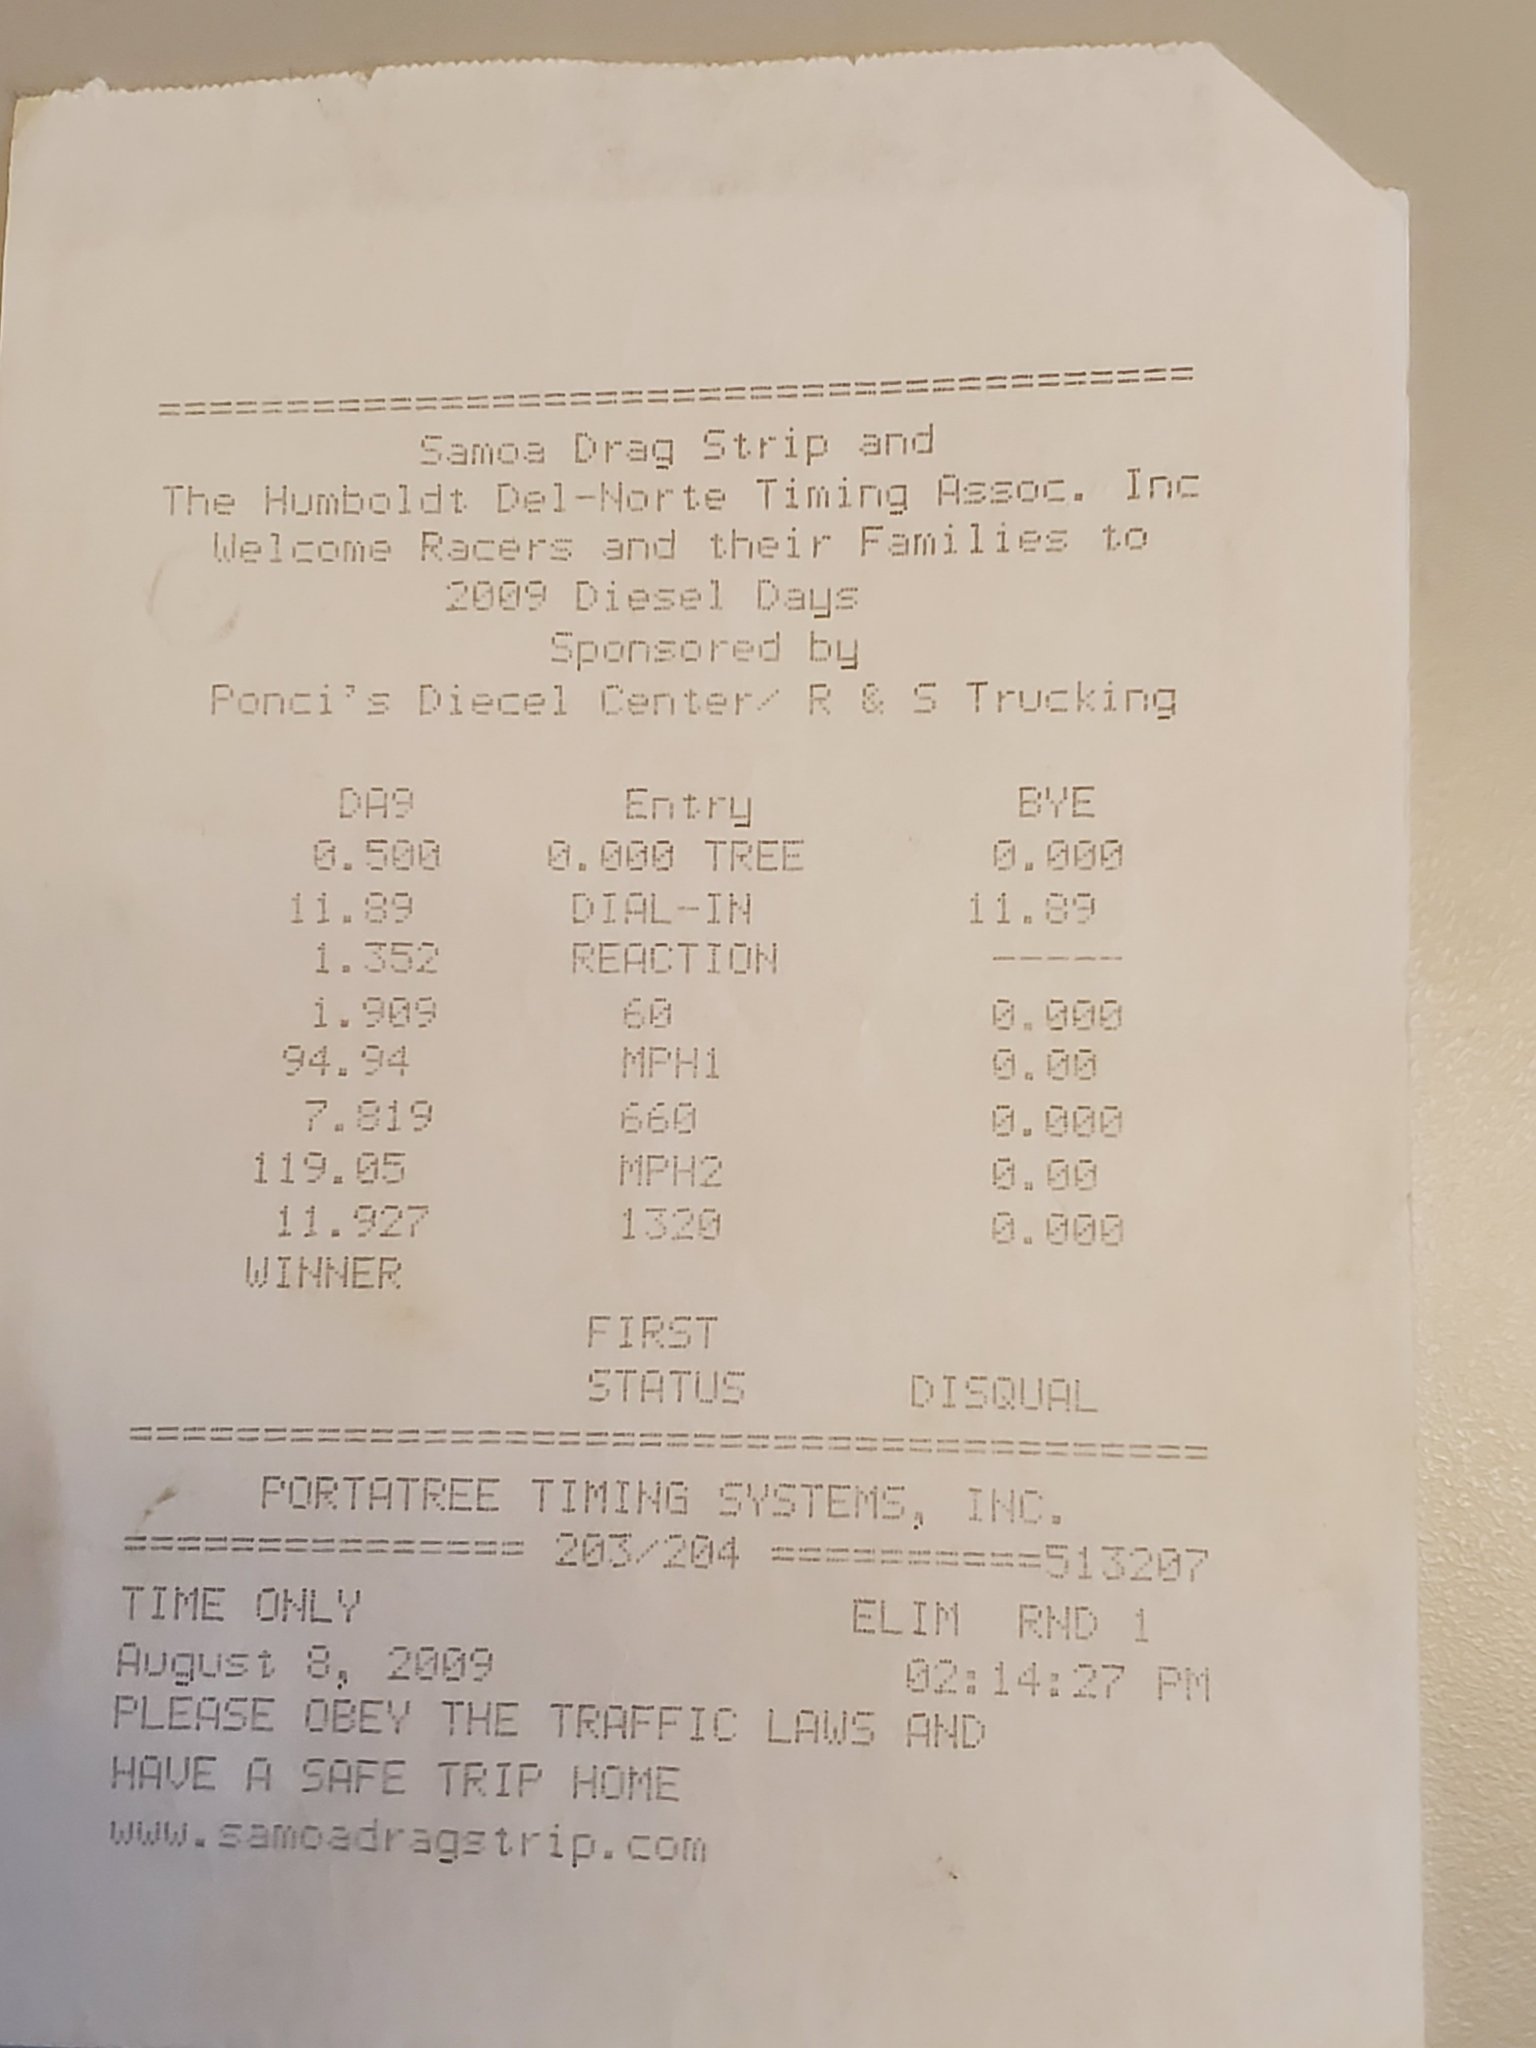 ========================================
Samoa Drag Strip and
The Humboldt Del-Norte Timing Assoc. Inc
Welcome Racers and their Families to
2009 Diesel Days
Sponsored by
Ponci's Diecel Center/ R & S Trucking
DA9 Entry BYE
0.500 0.000 TREE 0.000
11.89 DIAL-IN 11.89
1.352 REACTION -----
1.909 60 0.000
94.94 MPH1 0.00
7.819 660 0.000
119.05 MPH2 0.00
11.927 1320 0.000
WINNER
FIRST
STATUS DISQUAL
========================================
PORTATREE TIMING SYSTEMS, INC.
=============== 203/204 ==========513207
TIME ONLY ELIM RND 1
August 8, 2009 02:14:27 PM
PLEASE OBEY THE TRAFFIC LAWS AND
HAVE A SAFE TRIP HOME
www.samoadragstrip.com